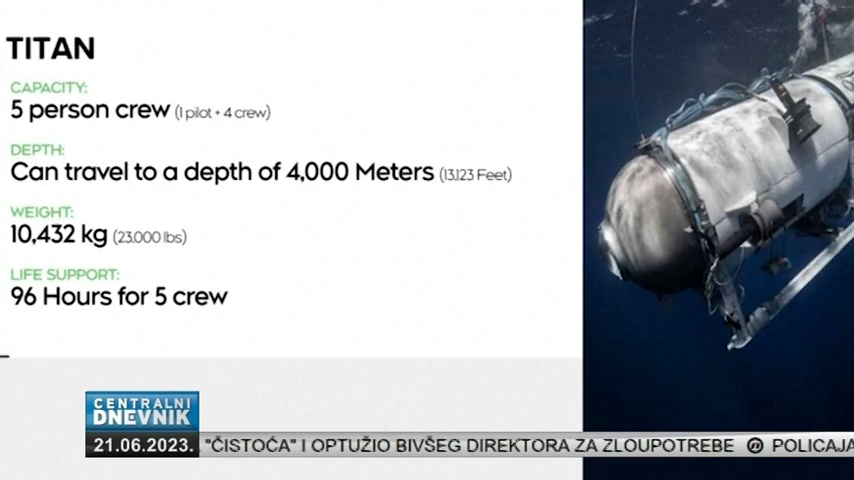 TITAN
CAPACITY:
5 person crew (1 pilot + 4 crew)
DEPTH:
Can travel to a depth of 4,000 Meters (13,123 Feet)
WEIGHT:
10,432 kg (23,000 lbs)
LIFE SUPPORT:
96 Hours for 5 crew
CENTRALNI
DNEVNIK
21.06.2023. "ČISTOĆA" I OPTUŽIO BIVŠEG DIREKTORA ZA ZLOUPOTREBE POLICAJA